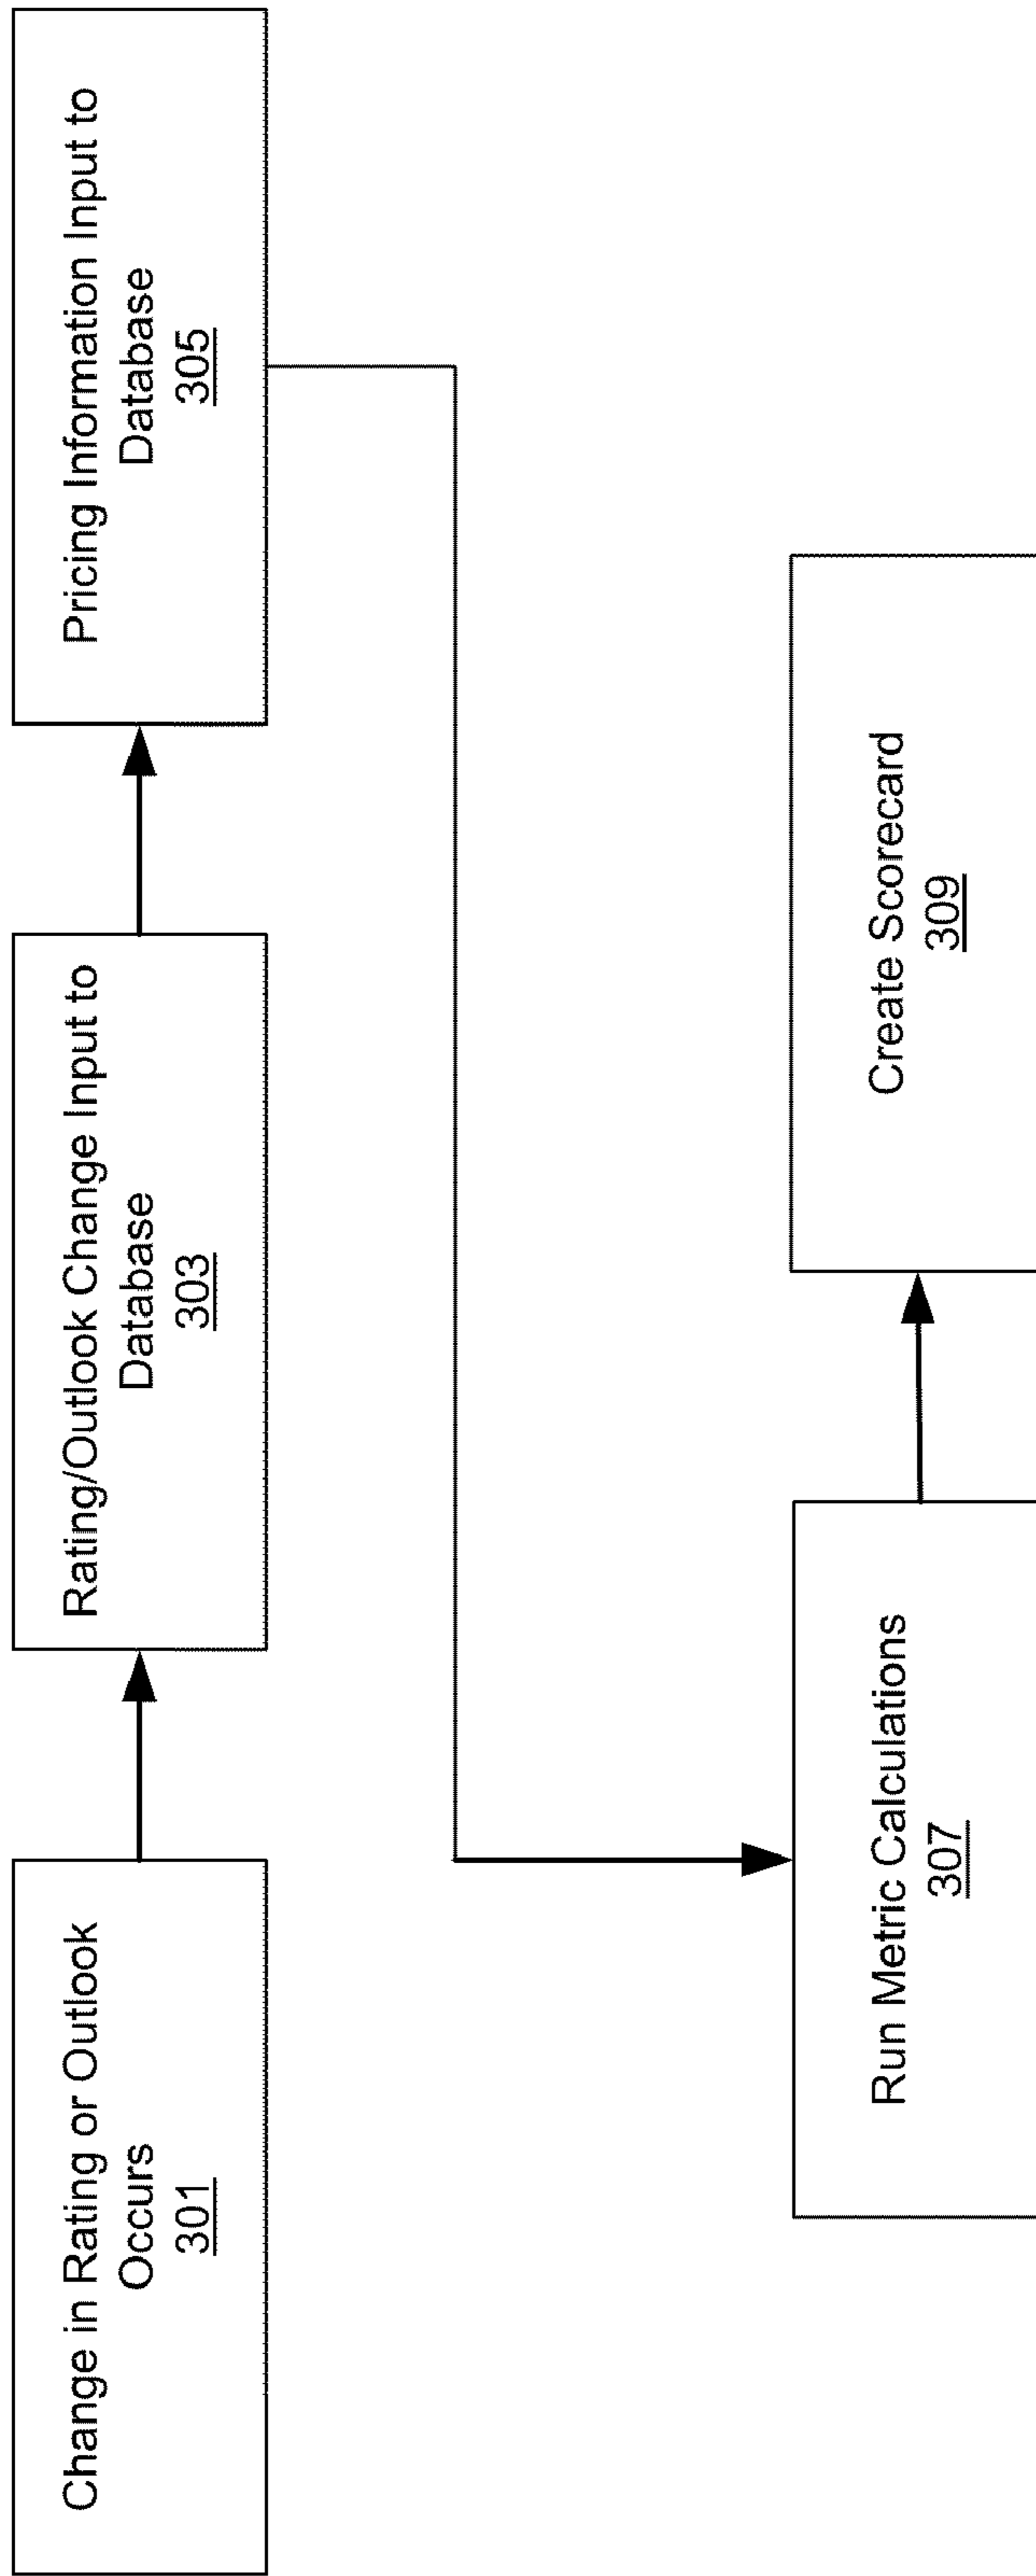 Change in Rating or Outlook
Occurs
301
Rating/Outlook Change Input to
Database
303
Pricing Information Input to
Database
305
Run Metric Calculations
307
Create Scorecard
309